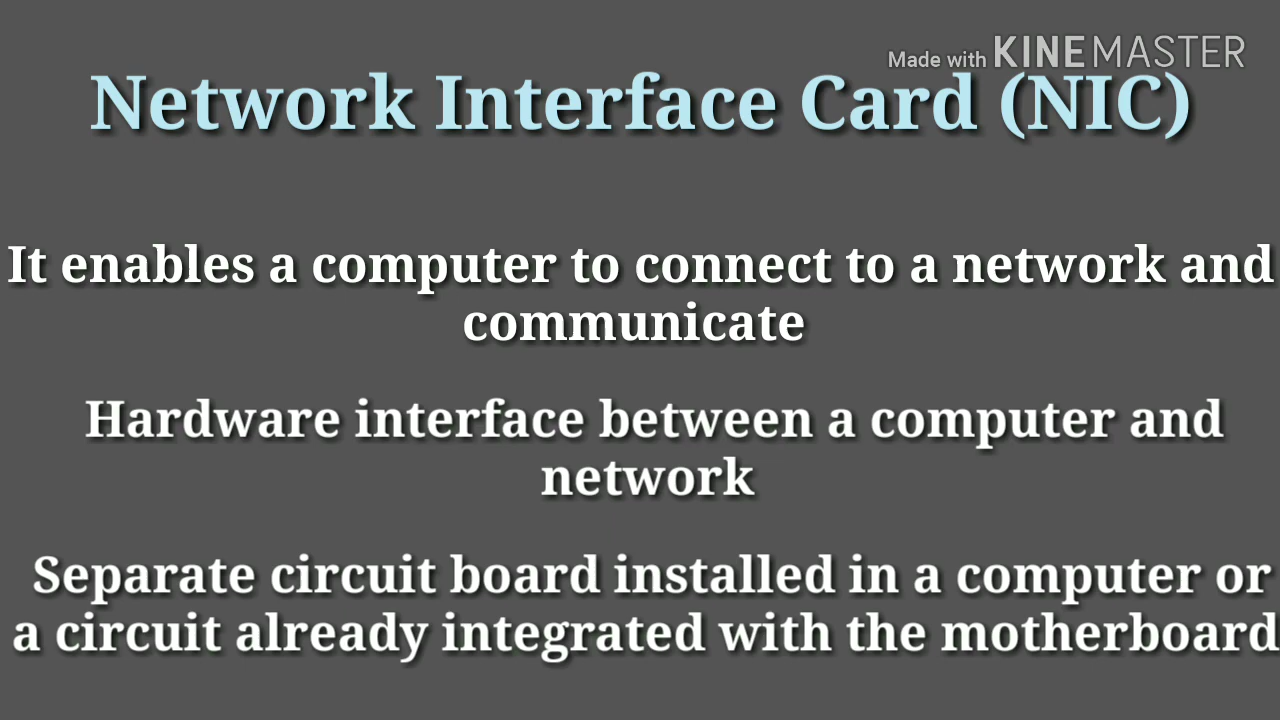 Made with KINEMASTER
Network Interface Card (NIC)
It enables a computer to connect to a network and
communicate
Hardware interface between a computer and
network
Separate circuit board installed in a computer or
a circuit already integrated with the motherboard